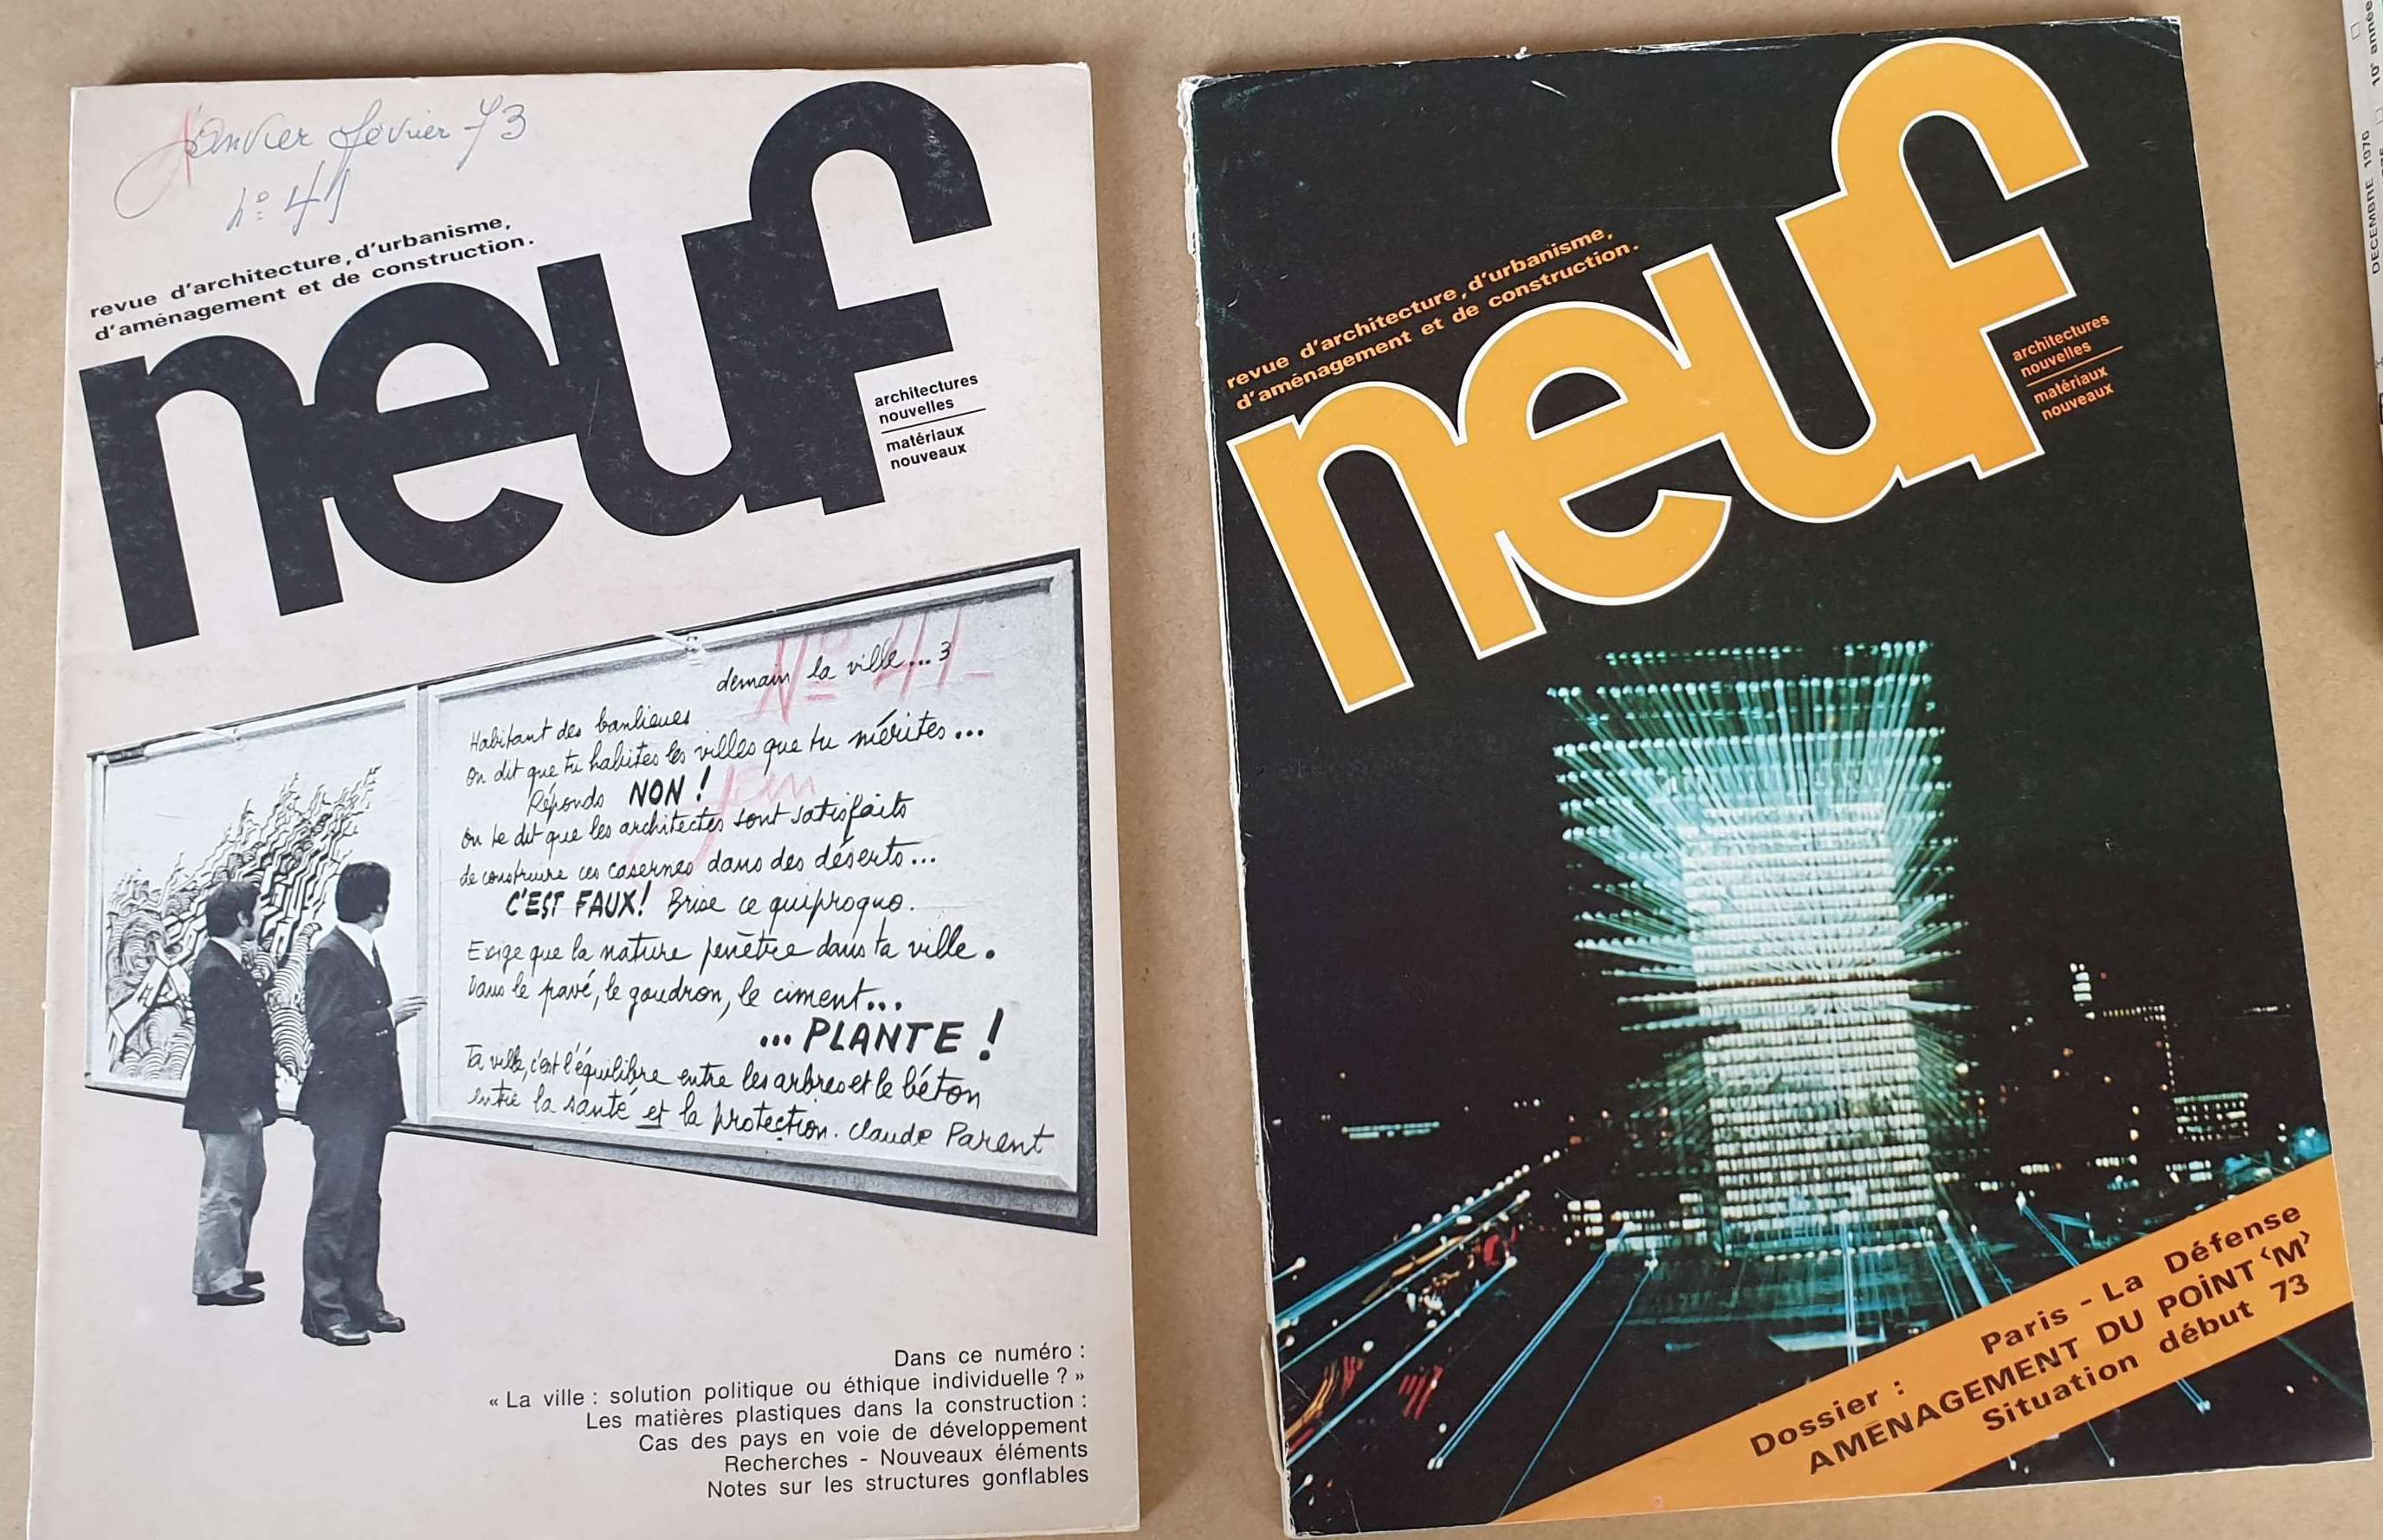 Janvier février 73
n° 41
revue d'architecture, d'urbanisme,
d'aménagement et de construction.
neuf
architectures
nouvelles
matériaux
nouveaux
N° 41
demain la ville... 3
Habitant des banlieues
On dit que tu habites les villes que tu mérites...
Réponds NON !
On te dit que les architectes sont satisfaits
de construire ces casernes dans des déserts...
C'EST FAUX! Brise ce quiproquo.
Exige que la nature penètre dans ta ville.
Dans le pavé, le goudron, le ciment...
... PLANTE !
Ta ville, c'est l'équilibre entre les arbres et le béton
entre la santé et la protection. Claude Parent
Dans ce numéro :
« La ville : solution politique ou éthique individuelle ? »
Les matières plastiques dans la construction :
Cas des pays en voie de développement
Recherches - Nouveaux éléments
Notes sur les structures gonflables
revue d'architecture, d'urbanisme,
d'aménagement et de construction.
neuf
architectures
nouvelles
matériaux
nouveaux
Paris - La Défense
Dossier :
AMÉNAGEMENT DU POINT ‹M›
Situation début 73
10e année
DECEMBRE 1976